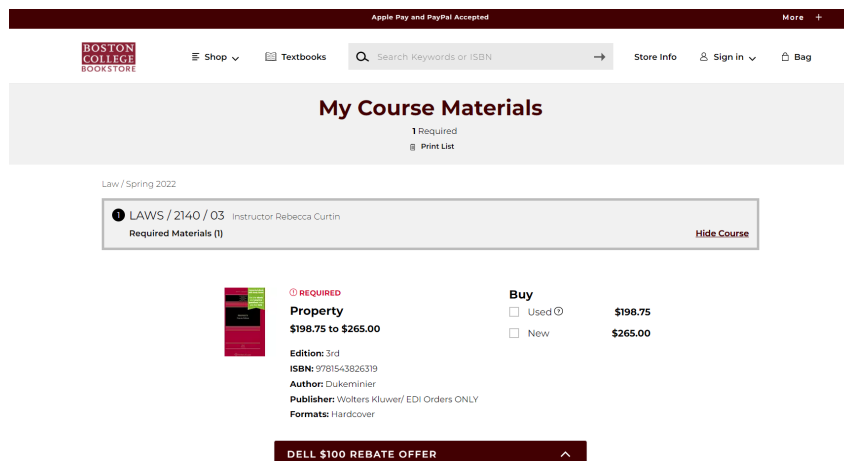 Apple Pay and PayPal Accepted
More +
BOSTON
COLLEGE
BOOKSTORE
Shop
Textbooks
Search Keywords or ISBN
Store Info
Sign in
Bag
My Course Materials
1 Required
Print List
Law / Spring 2022
1 LAWS / 2140 / 03 Instructor Rebecca Curtin
Required Materials (1)
Hide Course
REQUIRED
Property
$198.75 to $265.00
Edition: 3rd
ISBN: 9781543826319
Author: Dukeminier
Publisher: Wolters Kluwer/ EDI Orders ONLY
Formats: Hardcover
Buy
Used $198.75
New $265.00
DELL $100 REBATE OFFER